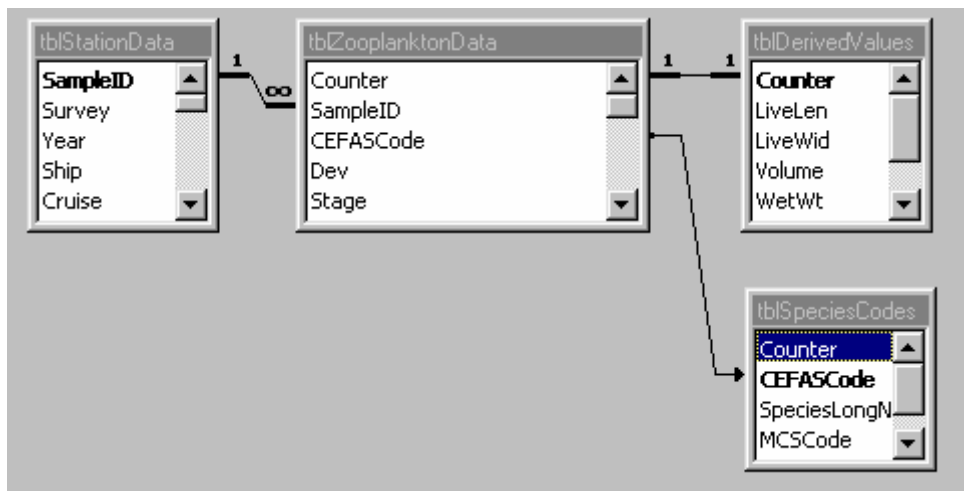 tblStationData
SampleID
Survey
Year
Ship
Cruise
1
∞
tblZooplanktonData
Counter
SampleID
CEFASCode
Dev
Stage
1
1
tblDerivedValues
Counter
LiveLen
LiveWid
Volume
WetWt
tblSpeciesCodes
Counter
CEFASCode
SpeciesLongN
MCSCode